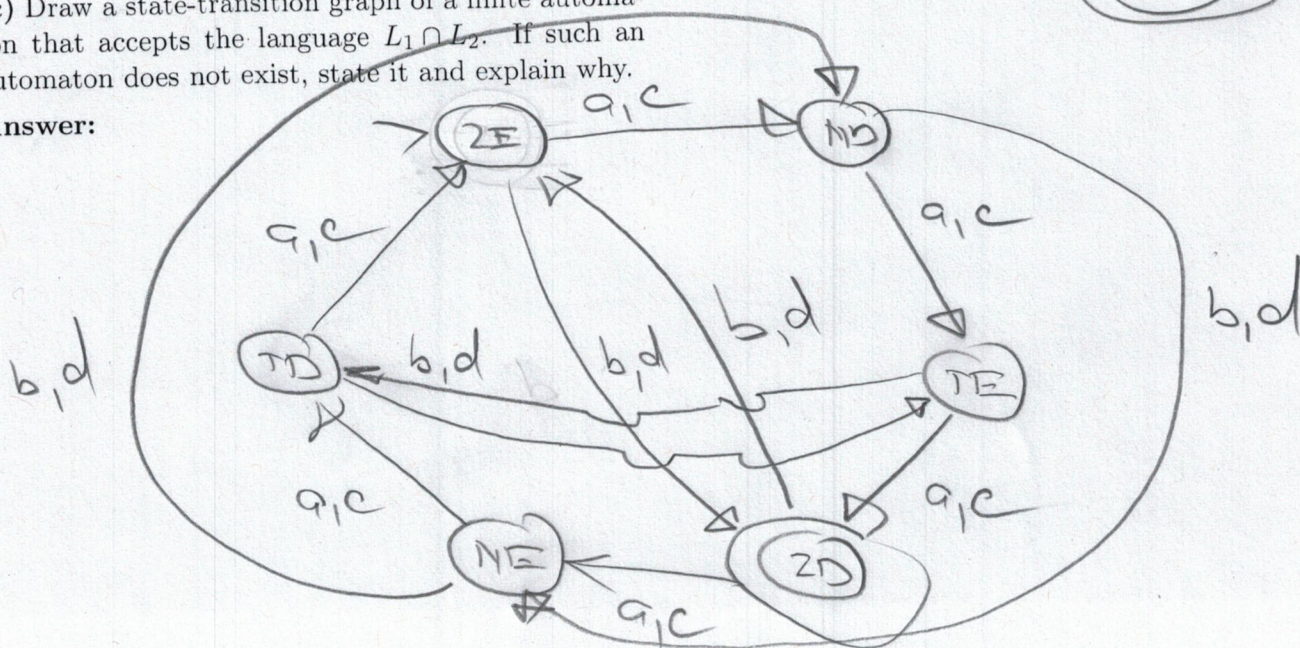 c) Draw a state-transition graph of a finite automa-
on that accepts the language L₁ ∩ L₂. If such an
utomaton does not exist, state it and explain why.
nswer:
a,c
2E
ND
a,c
a,c
b,d
b,d
b,d
b,d
b,d
TD
TE
a,c
a,c
NE
2D
a,c